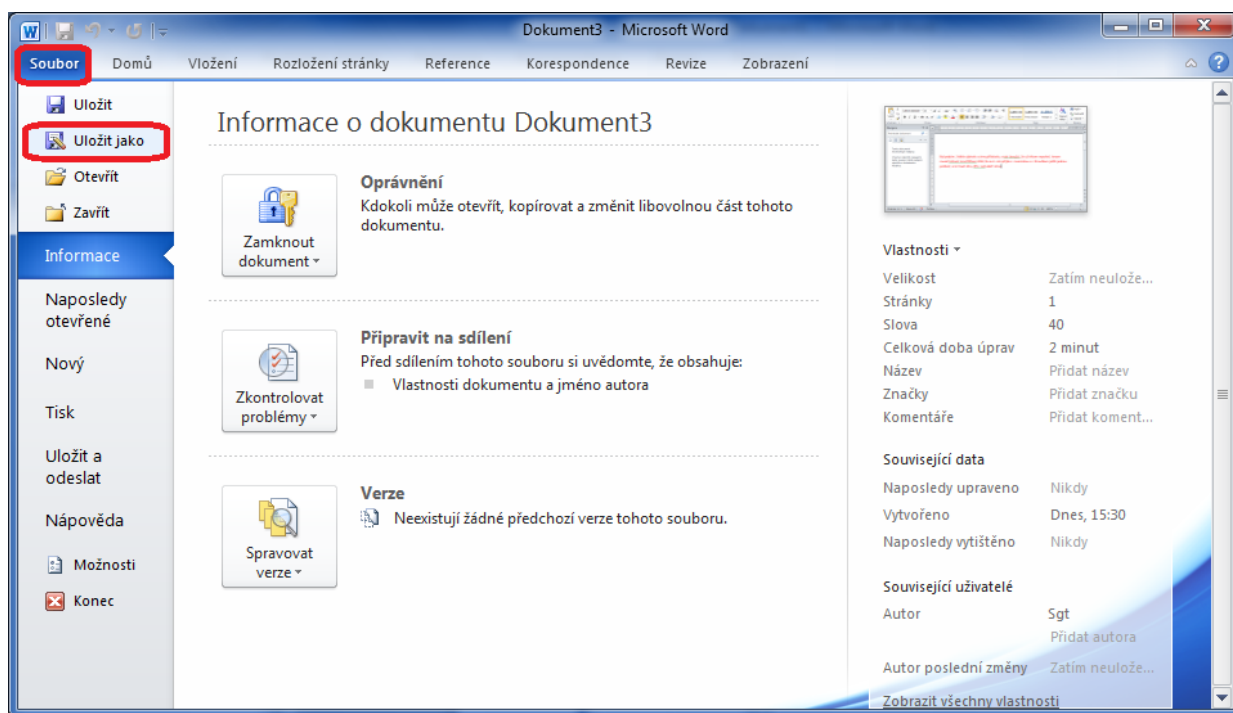 Dokument3 - Microsoft Word
Soubor Domů Vložení Rozložení stránky Reference Korespondence Revize Zobrazení
Uložit
Uložit jako
Otevřít
Zavřít
Informace
Naposledy
otevřené
Nový
Tisk
Uložit a
odeslat
Nápověda
Možnosti
Konec
Informace o dokumentu Dokument3
Zamknout
dokument
Oprávnění
Kdokoli může otevřít, kopírovat a změnit libovolnou část tohoto
dokumentu.
Zkontrolovat
problémy
Připravit na sdílení
Před sdílením tohoto souboru si uvědomte, že obsahuje:
Vlastnosti dokumentu a jméno autora
Spravovat
verze
Verze
Neexistují žádné předchozí verze tohoto souboru.
Vlastnosti
Velikost Zatím neulože...
Stránky 1
Slova 40
Celková doba úprav 2 minut
Název Přidat název
Značky Přidat značku
Komentáře Přidat koment...
Související data
Naposledy upraveno Nikdy
Vytvořeno Dnes, 15:30
Naposledy vytištěno Nikdy
Související uživatelé
Autor Sgt
Přidat autora
Autor poslední změny Zatím neulože...
Zobrazit všechny vlastnosti